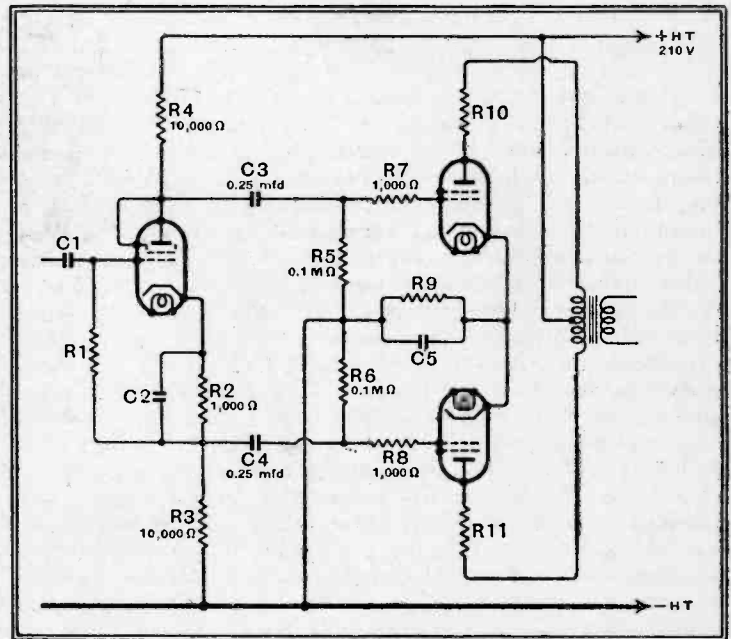 +HT
210 V
R4
10,000 Ω
R10
C3
0.25 mfd
R7
1,000 Ω
C1
R5
0.1 MΩ
R9
C5
R1
C2
R2
1,000 Ω
R6
0.1 MΩ
C4
0.25 mfd
R8
1,000 Ω
R3
10,000 Ω
R11
−HT